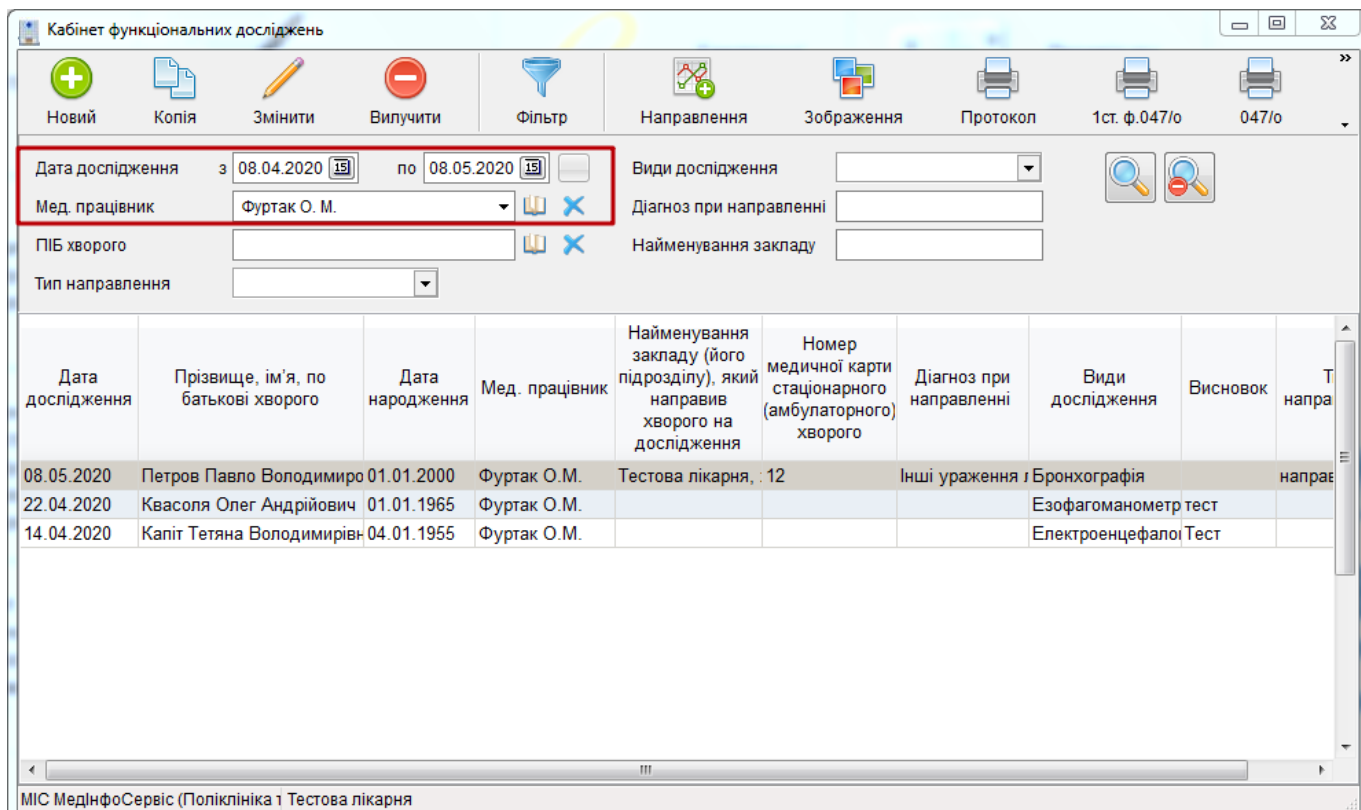 Кабінет функціональних досліджень
»
Новий Копія Змінити Вилучити Фільтр Направлення Зображення Протокол 1ст. ф.047/о 047/о
Дата дослідження з 08.04.2020 15 по 08.05.2020 15 Види дослідження
Мед. працівник Фуртак О. М. Діагноз при направленні
ПІБ хворого Найменування закладу
Тип направлення
Дата дослідження
Прізвище, ім'я, по батькові хворого
Дата народження
Мед. працівник
Найменування закладу (його підрозділу), який направив хворого на дослідження
Номер медичної карти стаціонарного (амбулаторного) хворого
Діагноз при направленні
Види дослідження
Висновок
08.05.2020 Петров Павло Володимиро 01.01.2000 Фуртак О.М. Тестова лікарня, 12 Інші ураження Бронхографія направ
22.04.2020 Квасоля Олег Андрійович 01.01.1965 Фуртак О.М. Езофагоманометр тест
14.04.2020 Капіт Тетяна Володимирівн 04.01.1955 Фуртак О.М. Електроенцефало Тест
МІС МедІнфоСервіс (Поліклініка Тестова лікарня